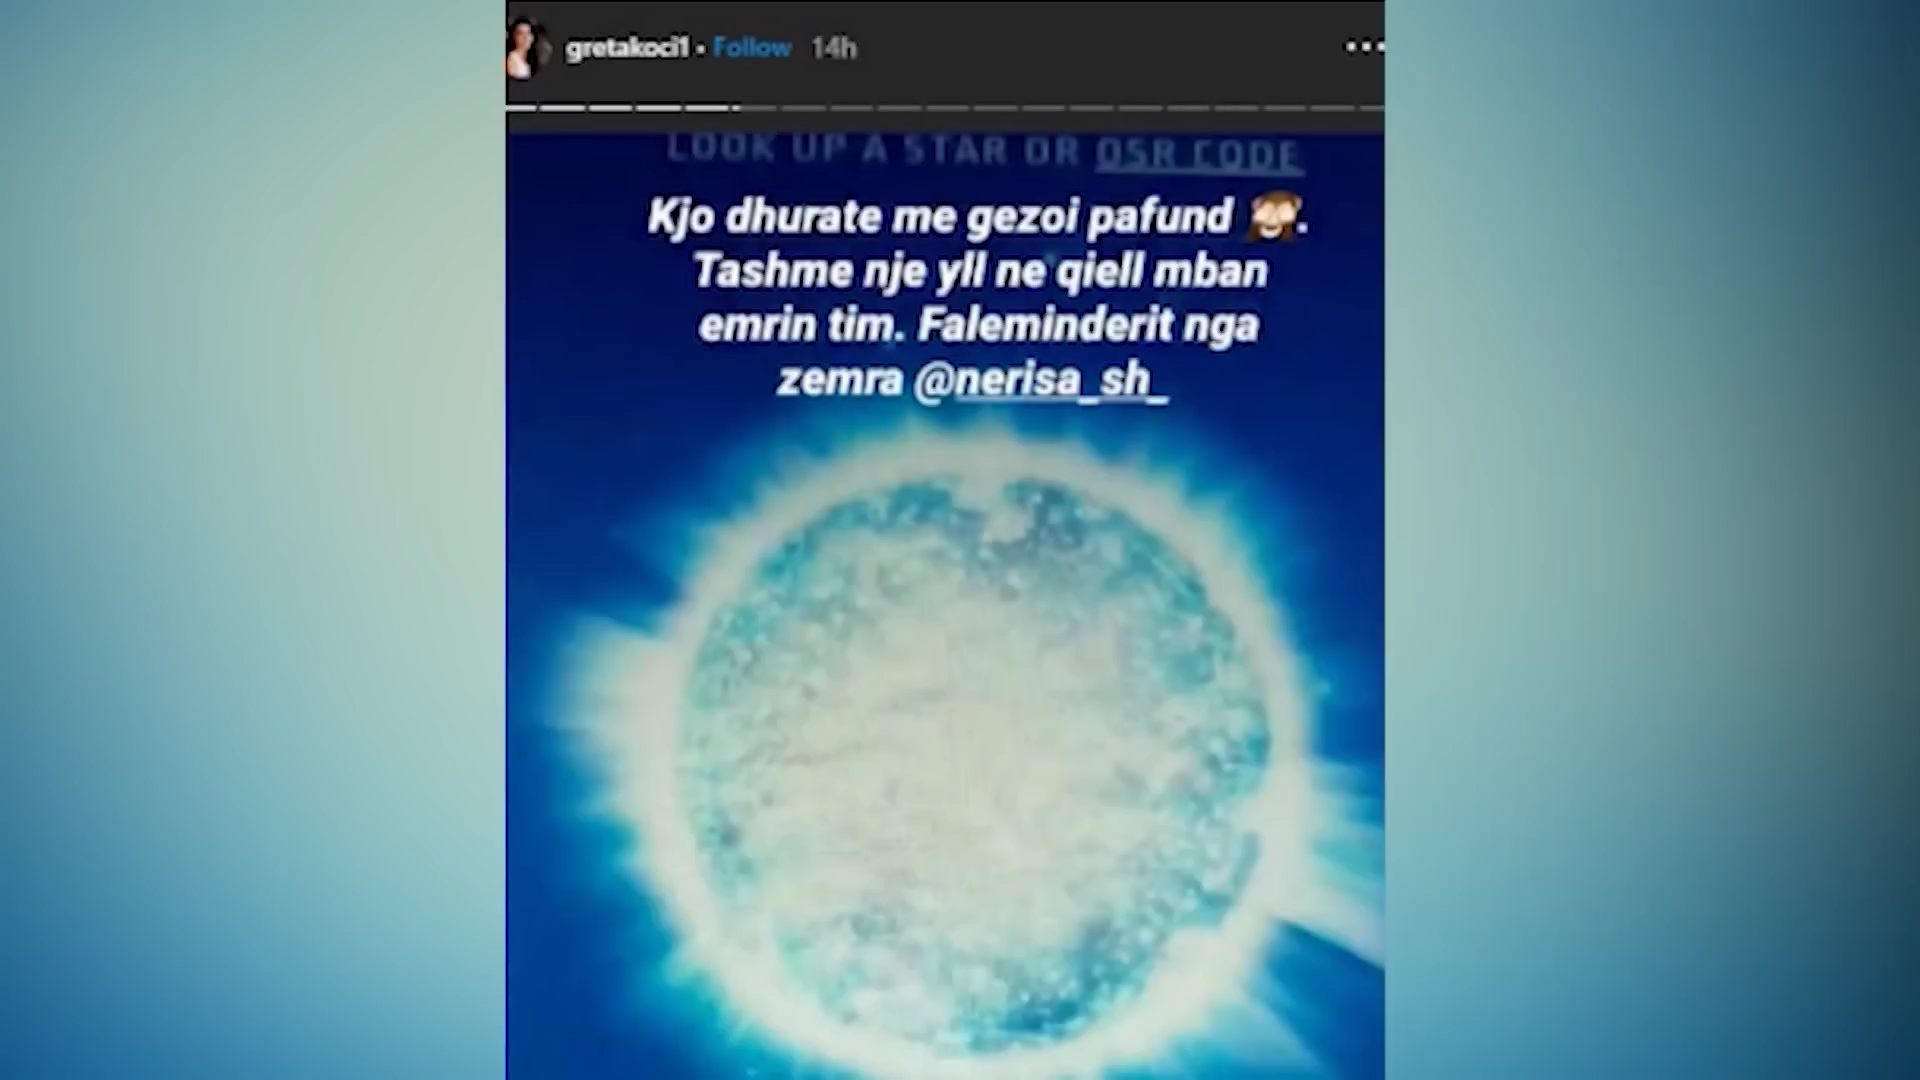 gretakoci1 • Follow 14h
LOOK UP A STAR OR OSR CODE
Kjo dhurate me gezoi pafund 🙈.
Tashme nje yll ne qiell mban
emrin tim. Faleminderit nga
zemra @nerisa_sh_